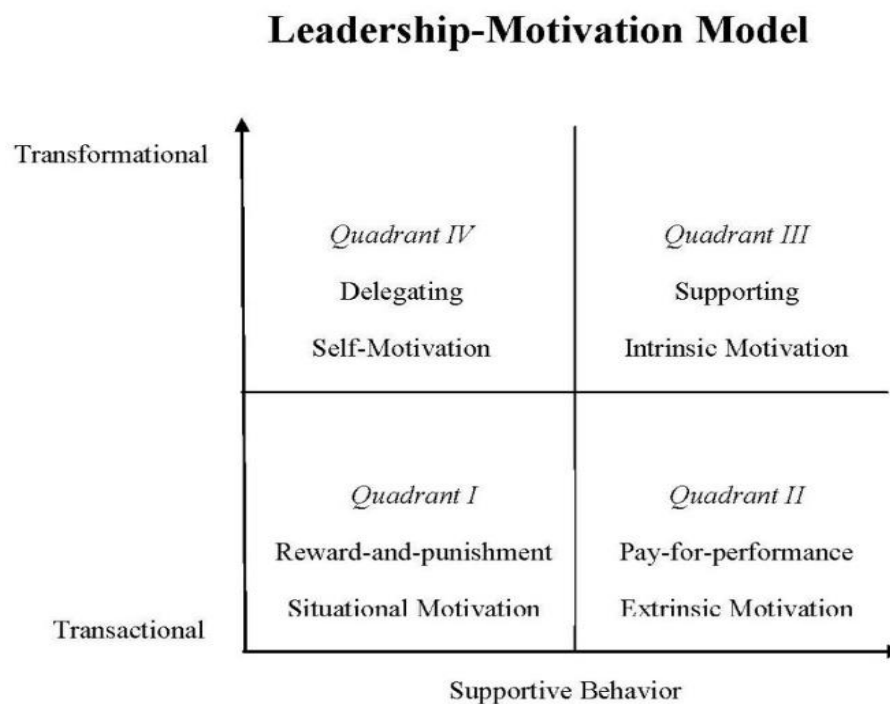 Leadership-Motivation Model
Transformational
Quadrant IV
Delegating
Self-Motivation
Quadrant III
Supporting
Intrinsic Motivation
Quadrant I
Reward-and-punishment
Situational Motivation
Quadrant II
Pay-for-performance
Extrinsic Motivation
Transactional
Supportive Behavior